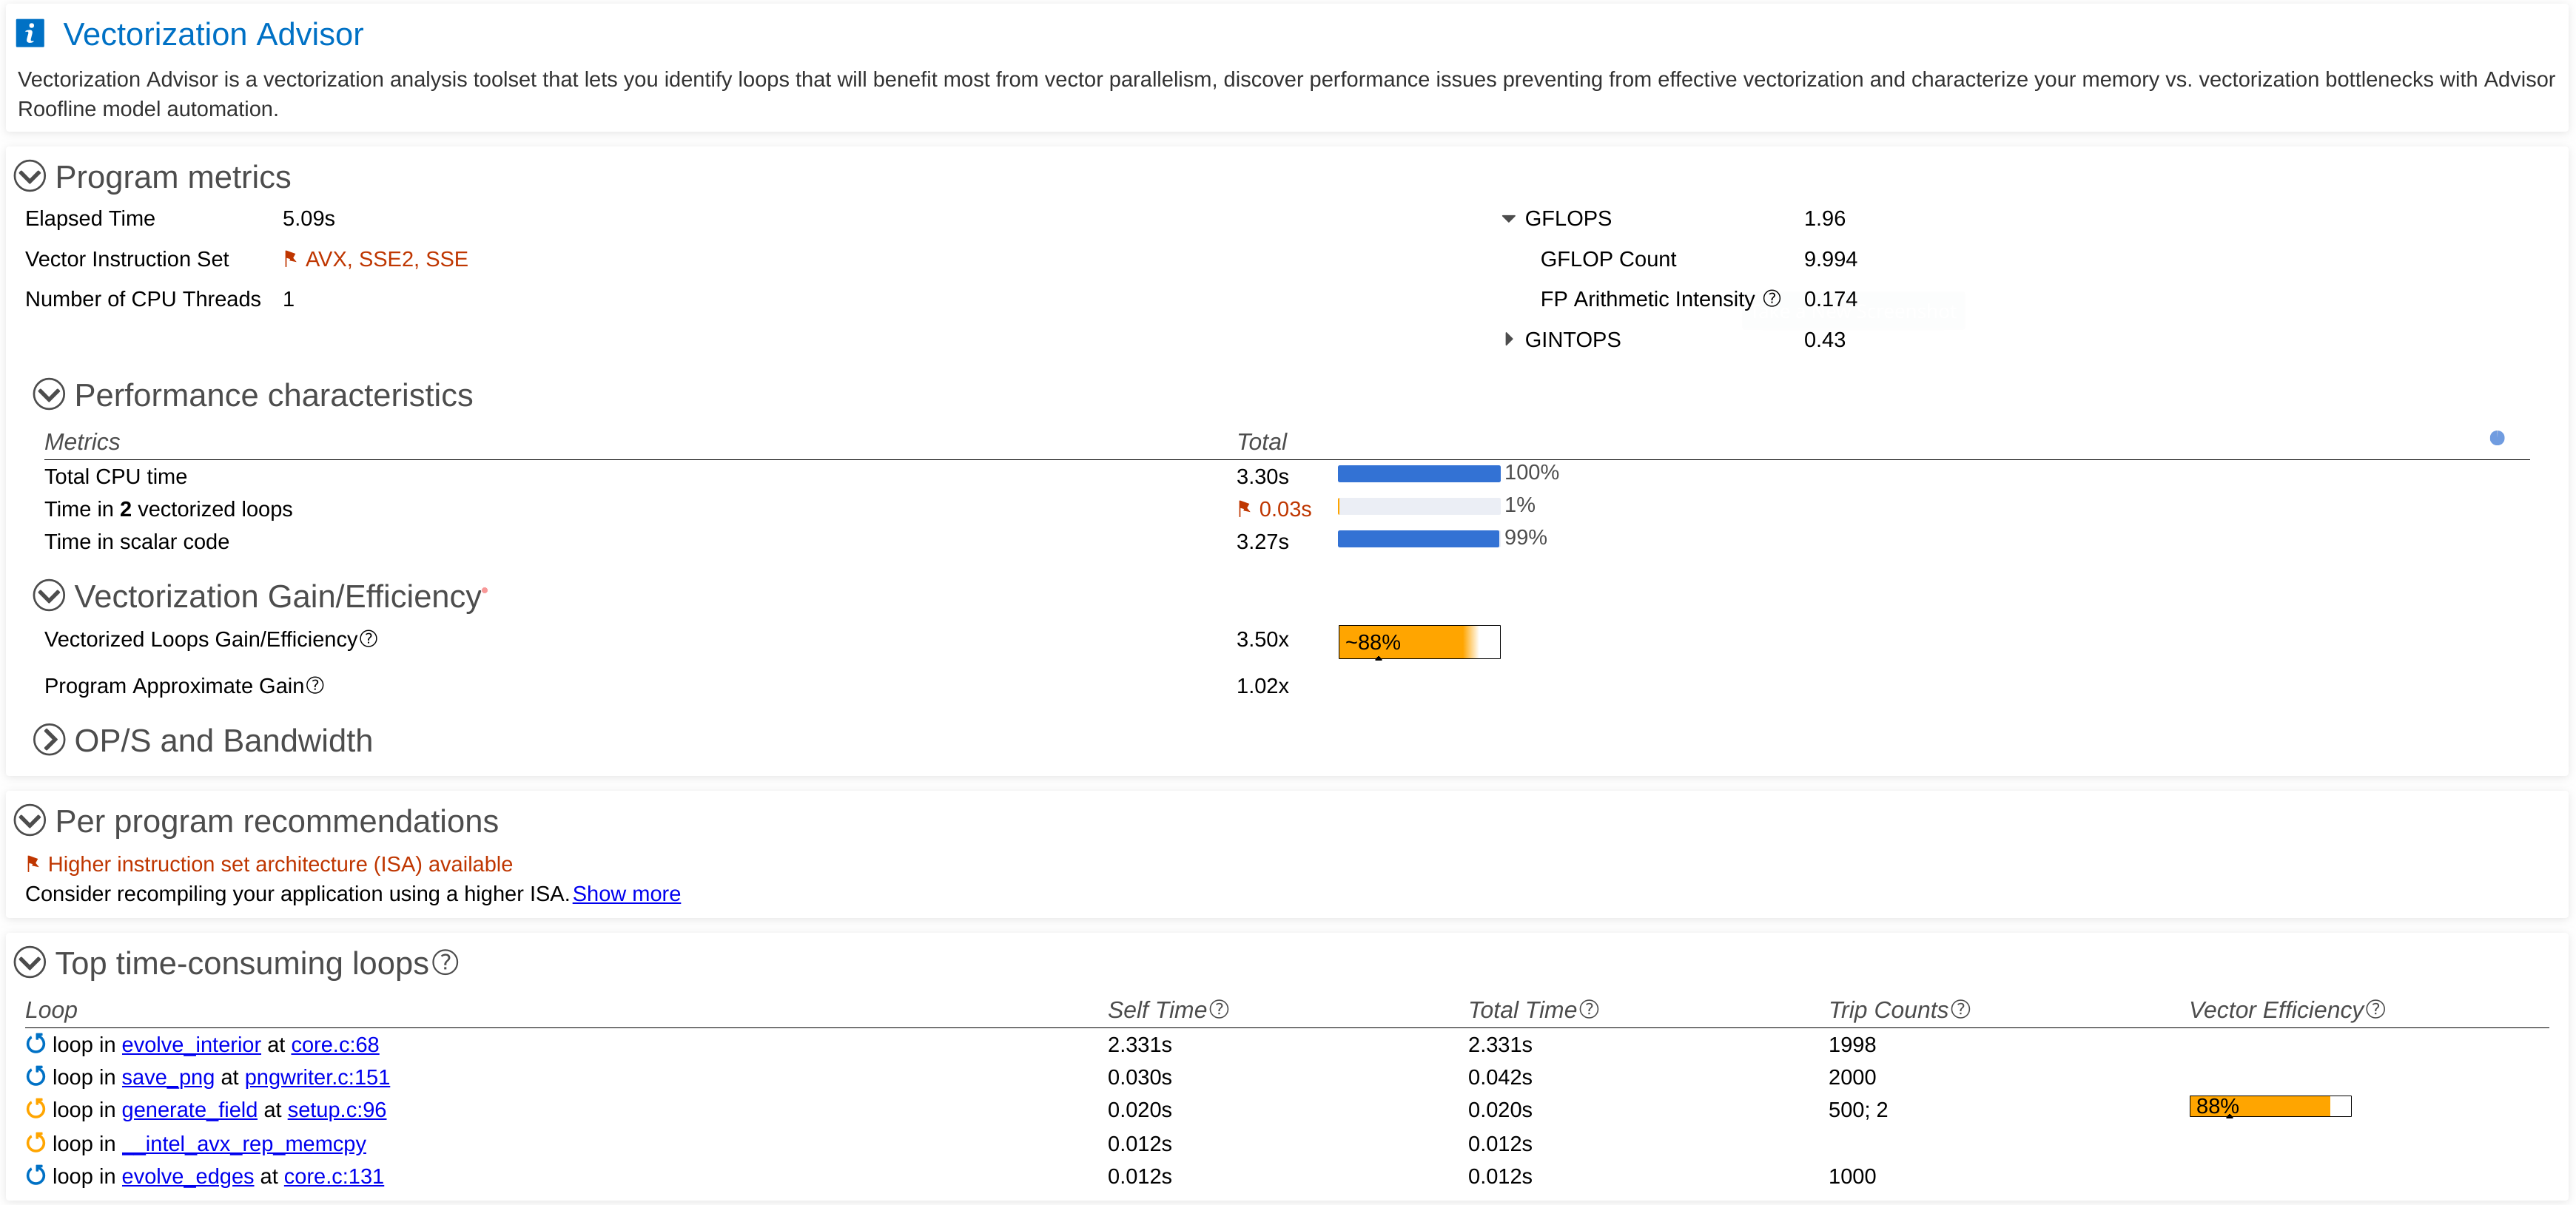 Vectorization Advisor
Vectorization Advisor is a vectorization analysis toolset that lets you identify loops that will benefit most from vector parallelism, discover performance issues preventing from effective vectorization and characterize your memory vs. vectorization bottlenecks with Advisor
Roofline model automation.
Program metrics
Elapsed Time 5.09s
Vector Instruction Set AVX, SSE2, SSE
Number of CPU Threads 1
GFLOPS 1.96
GFLOP Count 9.994
FP Arithmetic Intensity ? 0.174
GINTOPS 0.43
Performance characteristics
Metrics Total
Total CPU time 3.30s 100%
Time in 2 vectorized loops 0.03s 1%
Time in scalar code 3.27s 99%
Vectorization Gain/Efficiency
Vectorized Loops Gain/Efficiency? 3.50x ~88%
Program Approximate Gain? 1.02x
OP/S and Bandwidth
Per program recommendations
Higher instruction set architecture (ISA) available
Consider recompiling your application using a higher ISA. Show more
Top time-consuming loops?
Loop Self Time? Total Time? Trip Counts? Vector Efficiency?
loop in evolve_interior at core.c:68 2.331s 2.331s 1998
loop in save_png at pngwriter.c:151 0.030s 0.042s 2000
loop in generate_field at setup.c:96 0.020s 0.020s 500; 2 88%
loop in __intel_avx_rep_memcpy 0.012s 0.012s
loop in evolve_edges at core.c:131 0.012s 0.012s 1000